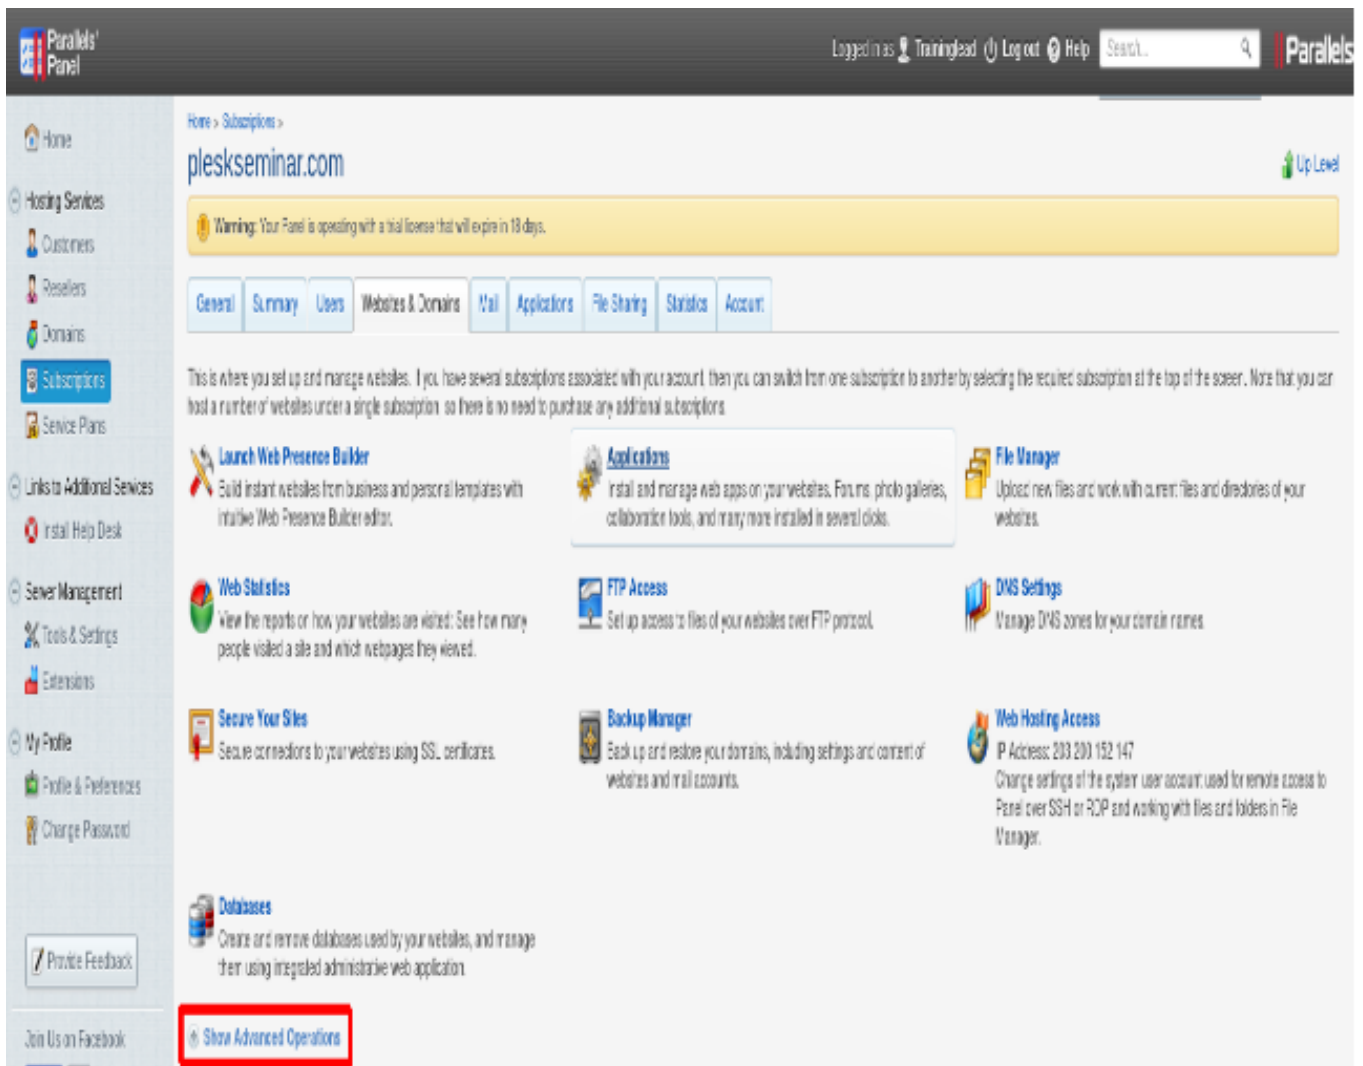 Parallels'
Panel
Logged in as Traininglead Log out Help Search... Parallels
Home
Hosting Services
Customers
Resellers
Domains
Subscriptions
Service Plans
Links to Additional Services
Install Help Desk
Server Management
Tools & Settings
Extensions
My Profile
Profile & Preferences
Change Password
Provide Feedback
Join Us on Facebook
Home > Subscriptions >
pleskseminar.com
Up Level
Warning: Your Panel is operating with a trial license that will expire in 18 days.
General Summary Users Websites & Domains Mail Applications File Sharing Statistics Account
This is where you set up and manage websites. If you have several subscriptions associated with your account, then you can switch from one subscription to another by selecting the required subscription at the top of the screen. Note that you can
host a number of websites under a single subscription, so there is no need to purchase any additional subscriptions.
Launch Web Presence Builder
Build instant websites from business and personal templates with
intuitive Web Presence Builder editor.
Applications
Install and manage web apps on your websites. Forums, photo galleries,
collaboration tools, and many more installed in several clicks.
File Manager
Upload new files and work with current files and directories of your
websites.
Web Statistics
View the reports on how your websites are visited: See how many
people visited a site and which webpages they viewed.
FTP Access
Set up access to files of your websites over FTP protocol.
DNS Settings
Manage DNS zones for your domain names.
Secure Your Sites
Secure connections to your websites using SSL certificates.
Backup Manager
Back up and restore your domains, including settings and content of
websites and mail accounts.
Web Hosting Access
IP Address: 203.200.152.147
Change settings of the system user account used for remote access to
Panel over SSH or RDP and working with files and folders in File
Manager.
Databases
Create and remove databases used by your websites, and manage
them using integrated administrative web application.
Show Advanced Operations